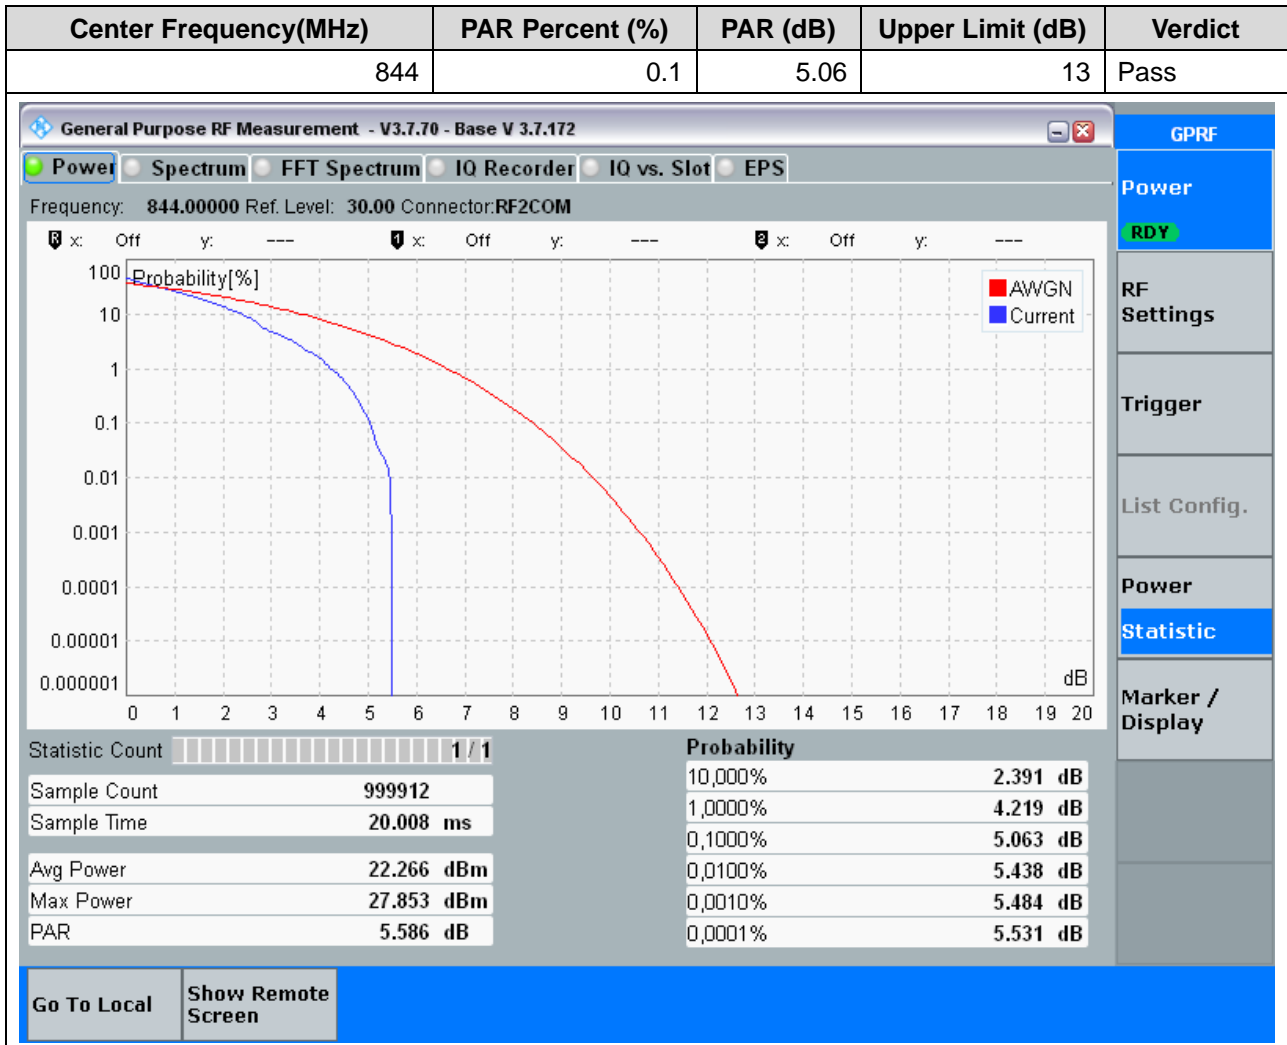 Center Frequency(MHz) PAR Percent (%) PAR (dB) Upper Limit (dB) Verdict
844 0.1 5.06 13 Pass
General Purpose RF Measurement - V3.7.70 - Base V 3.7.172
GPRF
Power Spectrum FFT Spectrum IQ Recorder IQ vs. Slot EPS
Power
RDY
Frequency: 844.00000 Ref. Level: 30.00 Connector:RF2COM
R x: Off y: --- 1 x: Off y: --- 2 x: Off y: ---
Probability[%]
AWGN
Current
100
10
1
0.1
0.01
0.001
0.0001
0.00001
0.000001
dB
0 1 2 3 4 5 6 7 8 9 10 11 12 13 14 15 16 17 18 19 20
RF
Settings
Trigger
List Config.
Power
Statistic
Marker /
Display
Statistic Count 1 / 1
Sample Count 999912
Sample Time 20.008 ms
Avg Power 22.266 dBm
Max Power 27.853 dBm
PAR 5.586 dB
Probability
10,000% 2.391 dB
1,0000% 4.219 dB
0,1000% 5.063 dB
0,0100% 5.438 dB
0,0010% 5.484 dB
0,0001% 5.531 dB
Go To Local
Show Remote
Screen